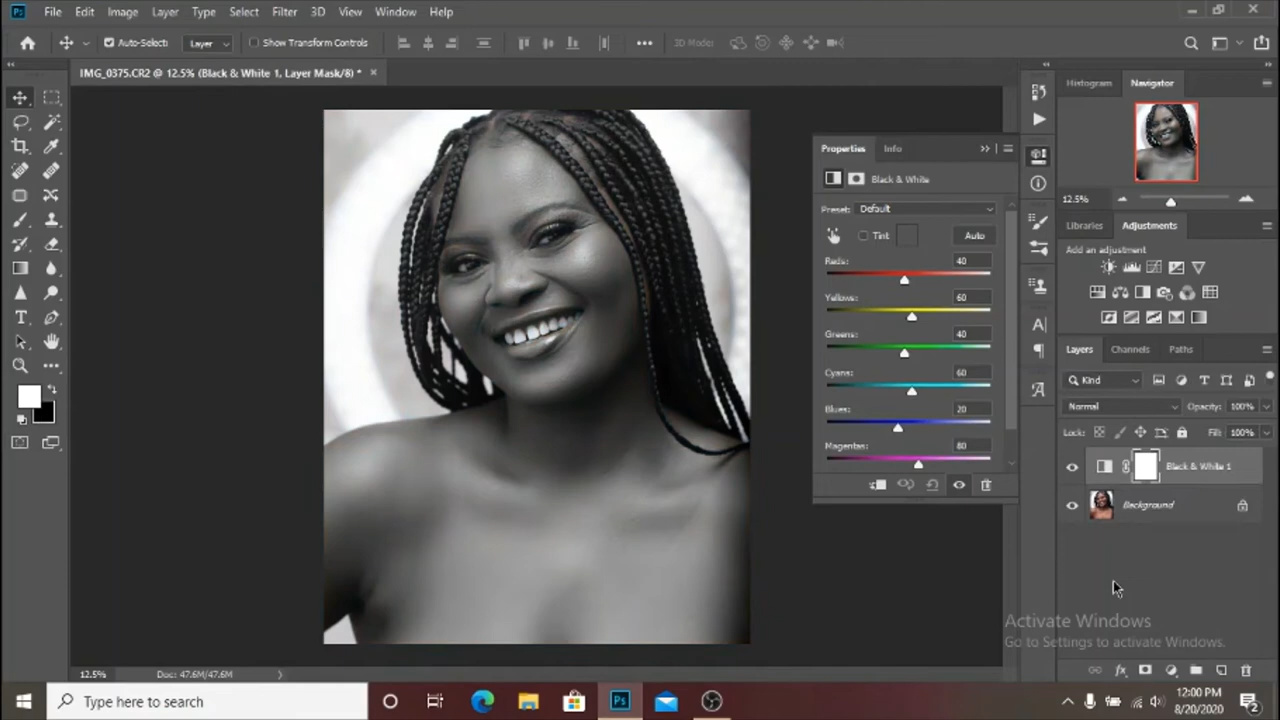 Ps File Edit Image Layer Type Select Filter 3D View Window Help
Auto-Select: Layer Show Transform Controls 3D Mode:
IMG_0375.CR2 @ 12.5% (Black & White 1, Layer Mask/8) * ×
Histogram Navigator
Properties Info
Black & White
Preset: Default
12.5%
Tint Auto
Libraries Adjustments
Add an adjustment
Reds: 40
Yellows: 60
Greens: 40
Layers Channels Paths
Cyans: 60
Kind
Blues: 20
Normal Opacity: 100%
Lock: Fill: 100%
Magentas: 80
Black & White 1
Background
Activate Windows
Go to Settings to activate Windows.
12.5% Doc: 47.6M/47.6M
Type here to search
Ps
12:00 PM
8/20/2020
2